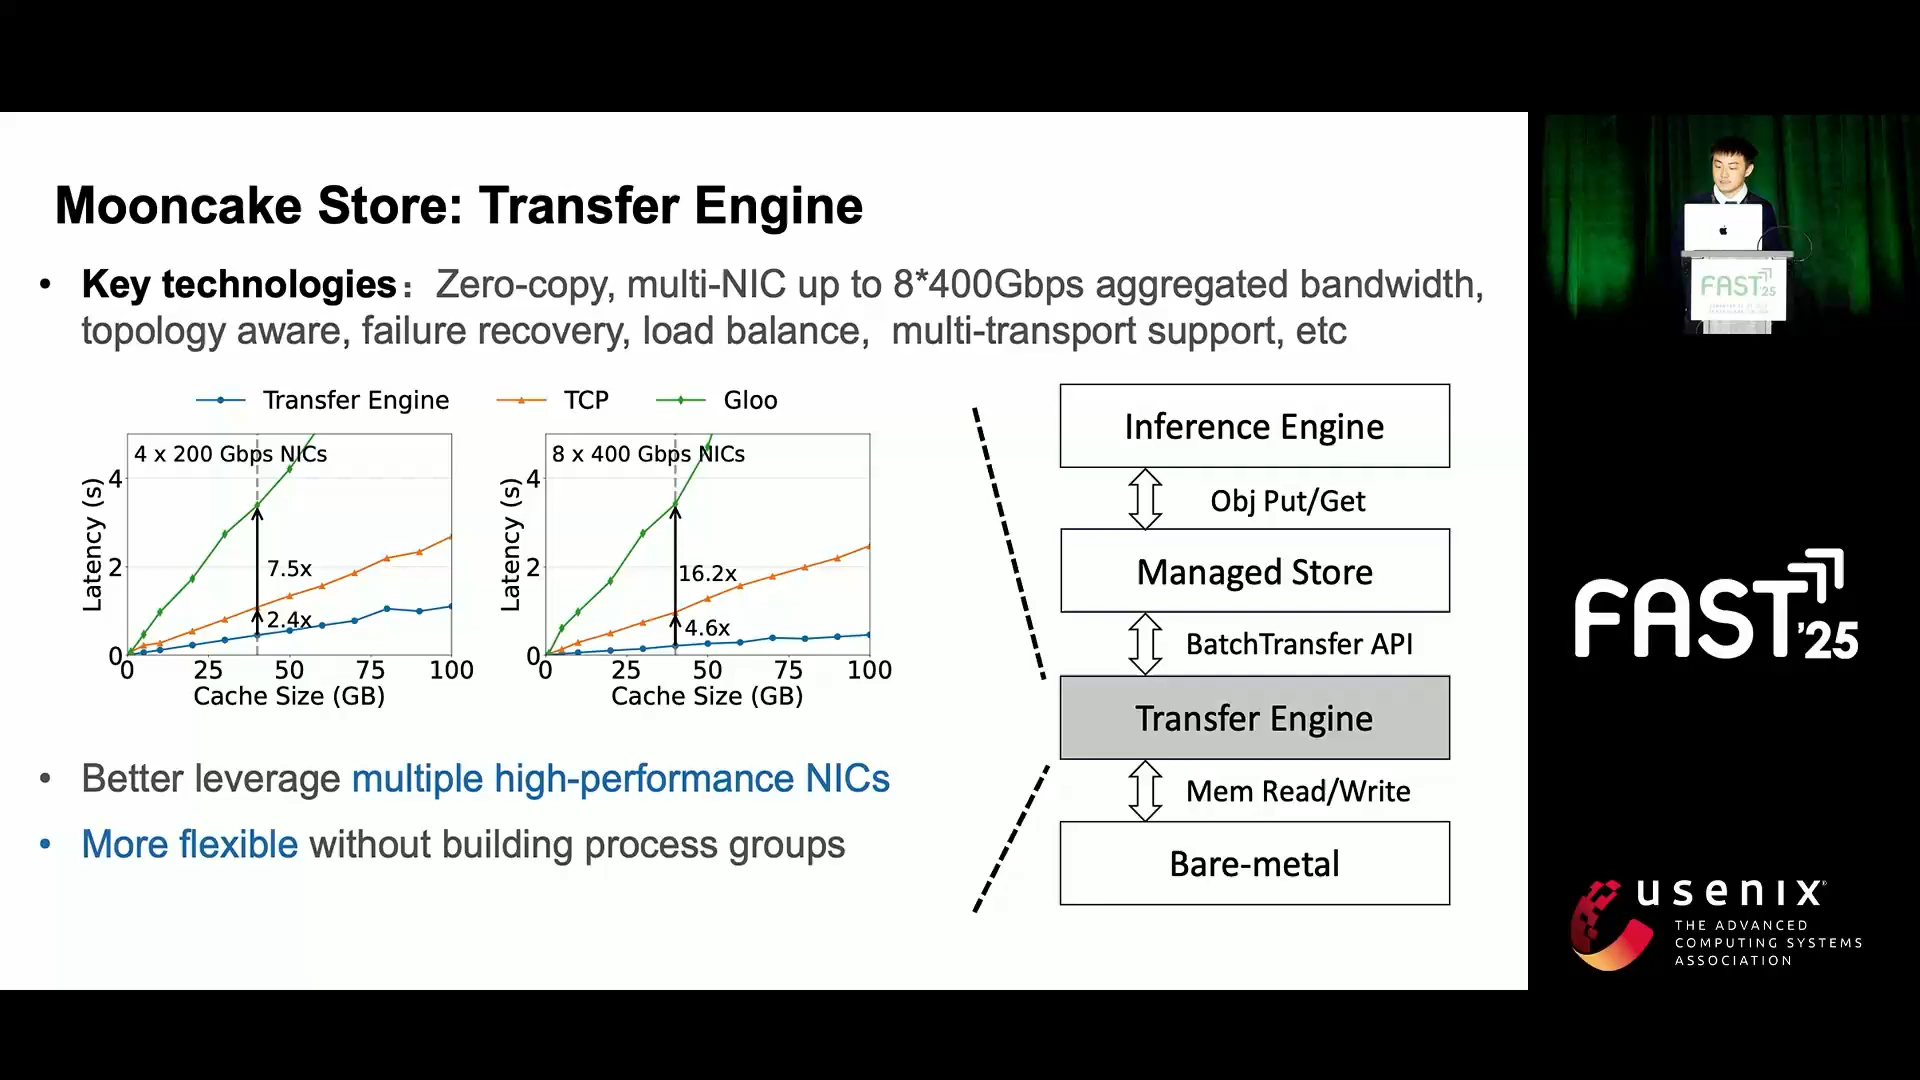 Mooncake Store: Transfer Engine
• Key technologies：Zero-copy, multi-NIC up to 8*400Gbps aggregated bandwidth,
topology aware, failure recovery, load balance, multi-transport support, etc
Transfer Engine TCP Gloo
4 x 200 Gbps NICs
Latency (s)
4
2
0
7.5x
2.4x
0 25 50 75 100
Cache Size (GB)
8 x 400 Gbps NICs
Latency (s)
4
2
0
16.2x
4.6x
0 25 50 75 100
Cache Size (GB)
• Better leverage multiple high-performance NICs
• More flexible without building process groups
Inference Engine
Obj Put/Get
Managed Store
BatchTransfer API
Transfer Engine
Mem Read/Write
Bare-metal
FAST '25
FAST '25
usenix
THE ADVANCED
COMPUTING SYSTEMS
ASSOCIATION